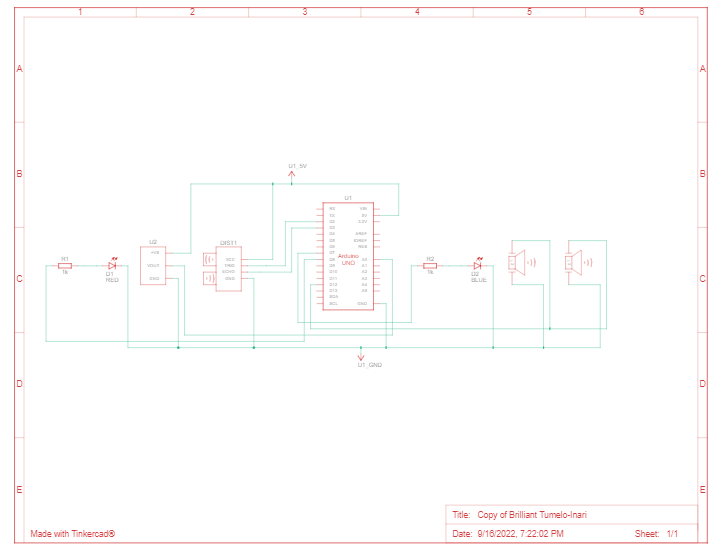 1 2 3 4 5 6
A A
B B
C C
D D
E E
U1_5V
U1
RX VIN
TX 5V
D2 3.3V
D3
D4 AREF
D5 IOREF
D6 RES
D7
D8 A0
D9 A1
D10 A2
D11 A3
D12 A4
D13 A5
SDA
SCL GND
Arduino
UNO
U2
+VS
VOUT
GND
DIST1
VCC
TRIG
ECHO
GND
R1
1k
D1
RED
R2
1k
D2
BLUE
U1_GND
Title: Copy of Brilliant Tumelo-Inari
Made with Tinkercad®
Date: 9/16/2022, 7:22:02 PM Sheet: 1/1